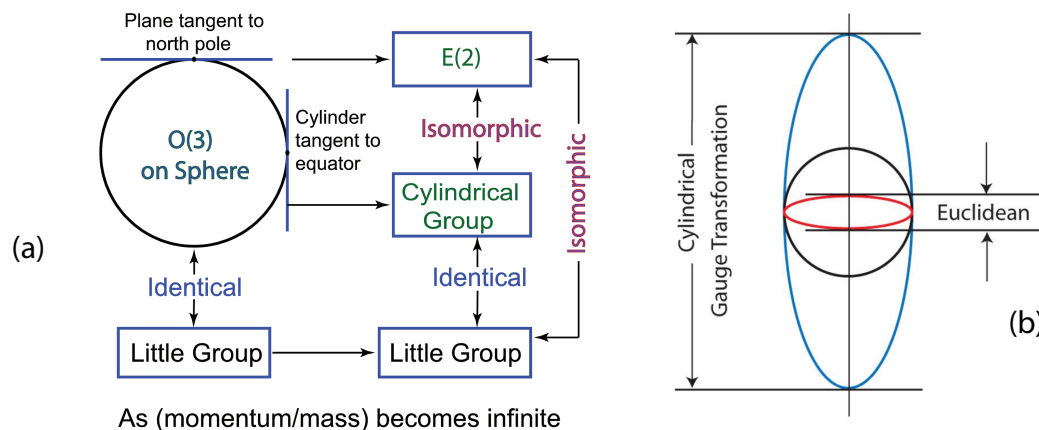 Plane tangent to
north pole
O(3)
on Sphere
Cylinder
tangent to
equator
E(2)
Isomorphic
Cylindrical
Group
Isomorphic
(a)
Identical
Identical
Little Group
Little Group
As (momentum/mass) becomes infinite
Cylindrical
Gauge Transformation
Euclidean
(b)